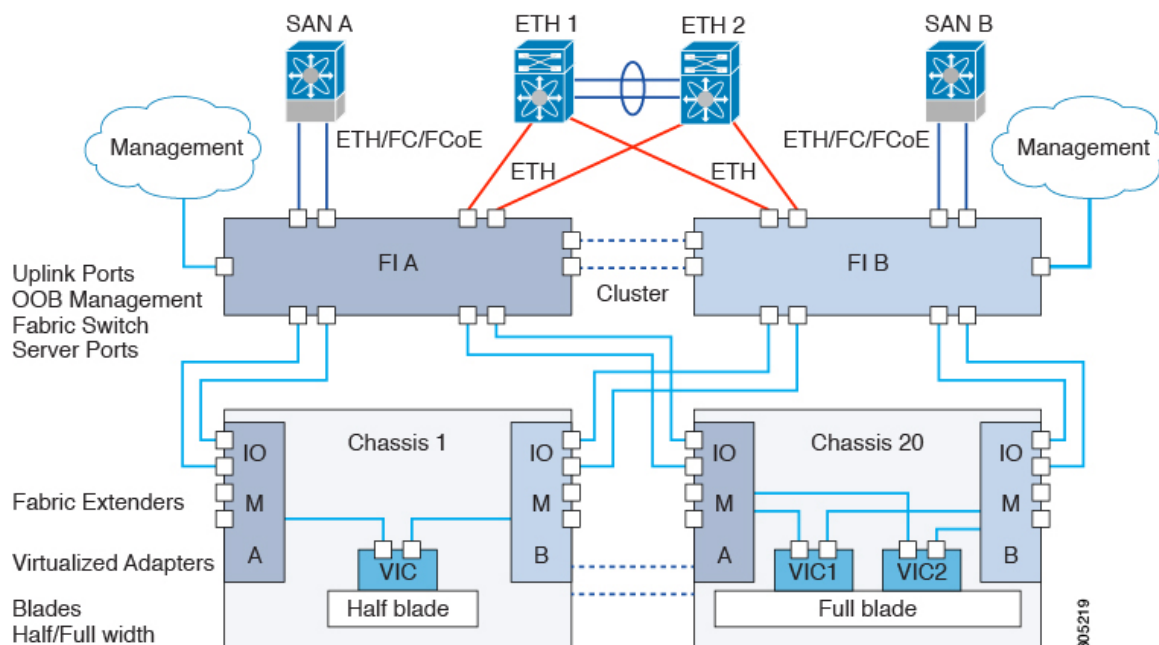 SAN A
ETH 1
ETH 2
SAN B
Management
ETH/FC/FCoE
ETH
ETH
ETH/FC/FCoE
Management
FI A
FI B
Cluster
Uplink Ports
OOB Management
Fabric Switch
Server Ports
Chassis 1
Chassis 20
IO
M
A
IO
M
B
IO
M
A
IO
M
B
Fabric Extenders
Virtualized Adapters
VIC
VIC1
VIC2
Blades
Half/Full width
Half blade
Full blade